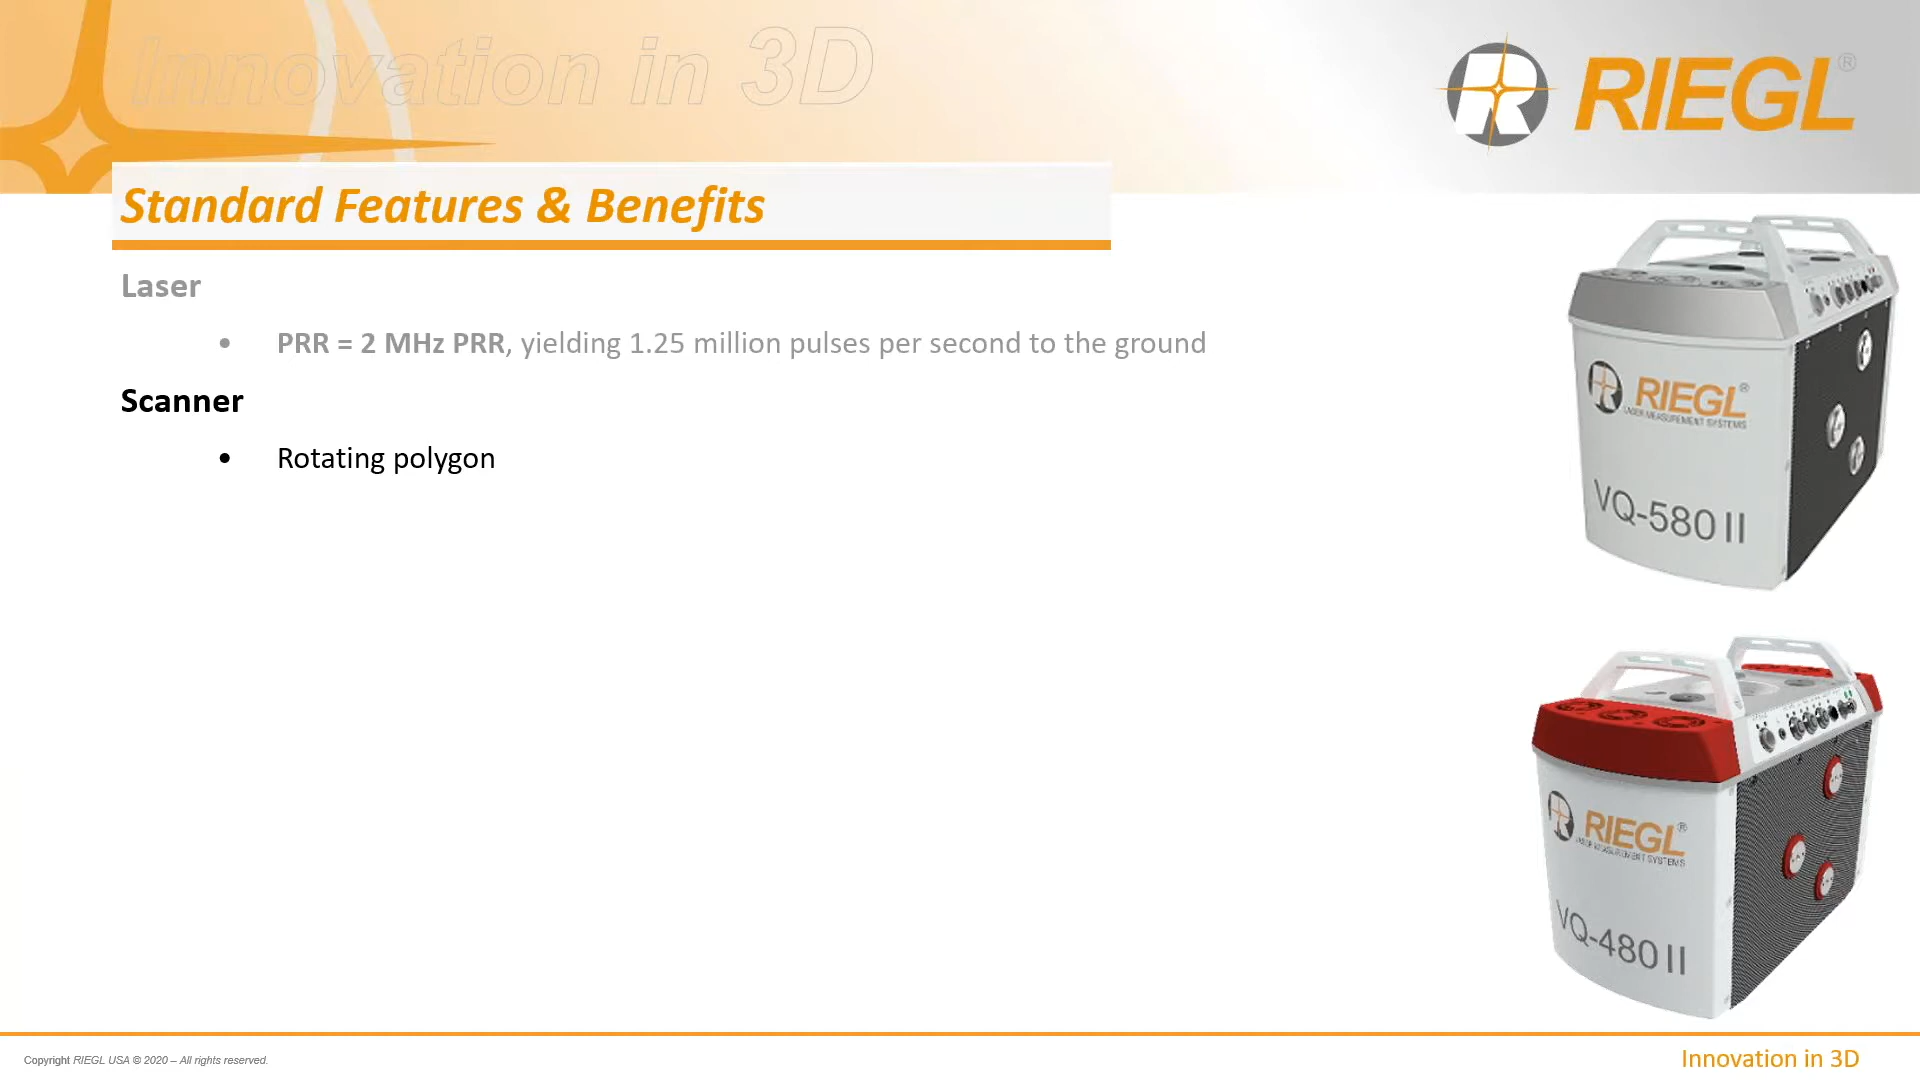 Innovation in 3D
RIEGL®
Standard Features & Benefits
Laser
• PRR = 2 MHz PRR, yielding 1.25 million pulses per second to the ground
Scanner
• Rotating polygon
RIEGL®
LASER MEASUREMENT SYSTEMS
VQ-580 II
RIEGL®
LASER MEASUREMENT SYSTEMS
VQ-480 II
Copyright RIEGL USA © 2020 – All rights reserved.
Innovation in 3D